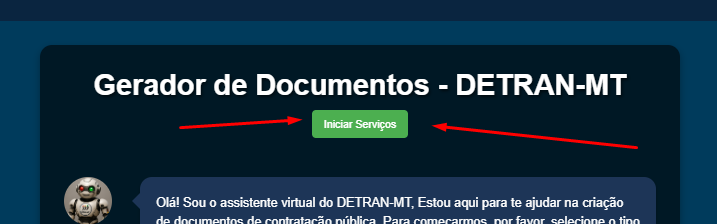 Gerador de Documentos - DETRAN-MT
Iniciar Serviços
Olá! Sou o assistente virtual do DETRAN-MT, Estou aqui para te ajudar na criação
de documentos de contratação pública. Para começarmos, por favor, selecione o tipo